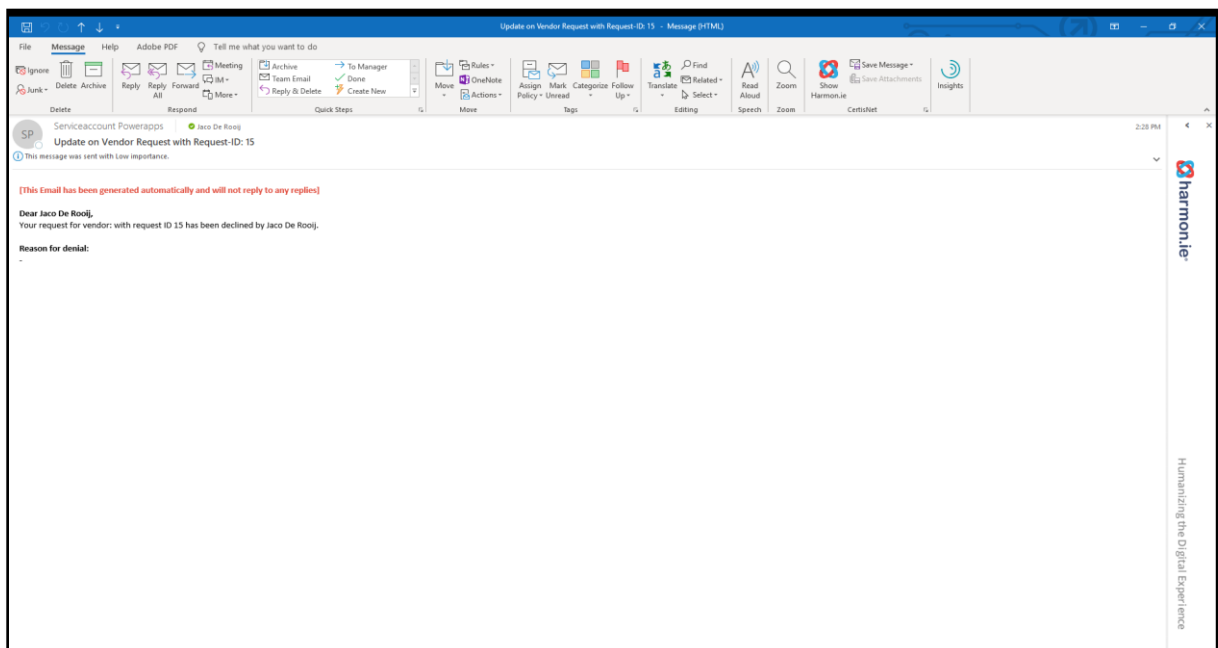 Update on Vendor Request with Request-ID: 15 - Message (HTML)
File Message Help Adobe PDF Tell me what you want to do
Ignore
Junk
Delete Archive
Reply Reply All Forward
Meeting
IM
More
Archive To Manager
Team Email Done
Reply & Delete Create New
Move
Rules
OneNote
Actions
Assign Policy Mark Unread Categorize Follow Up
Translate
Find
Related
Select
Read Aloud
Zoom
Show Harmon.ie
Save Message
Save Attachments
Insights
Delete Respond Quick Steps Move Tags Editing Speech Zoom CertisNet
SP
Serviceaccount Powerapps Jaco De Rooij
2:28 PM
Update on Vendor Request with Request-ID: 15
This message was sent with Low importance.
[This Email has been generated automatically and will not reply to any replies]
Dear Jaco De Rooij,
Your request for vendor: with request ID 15 has been declined by Jaco De Rooij.
Reason for denial:
-
harmon.ie
Humanizing the Digital Experience